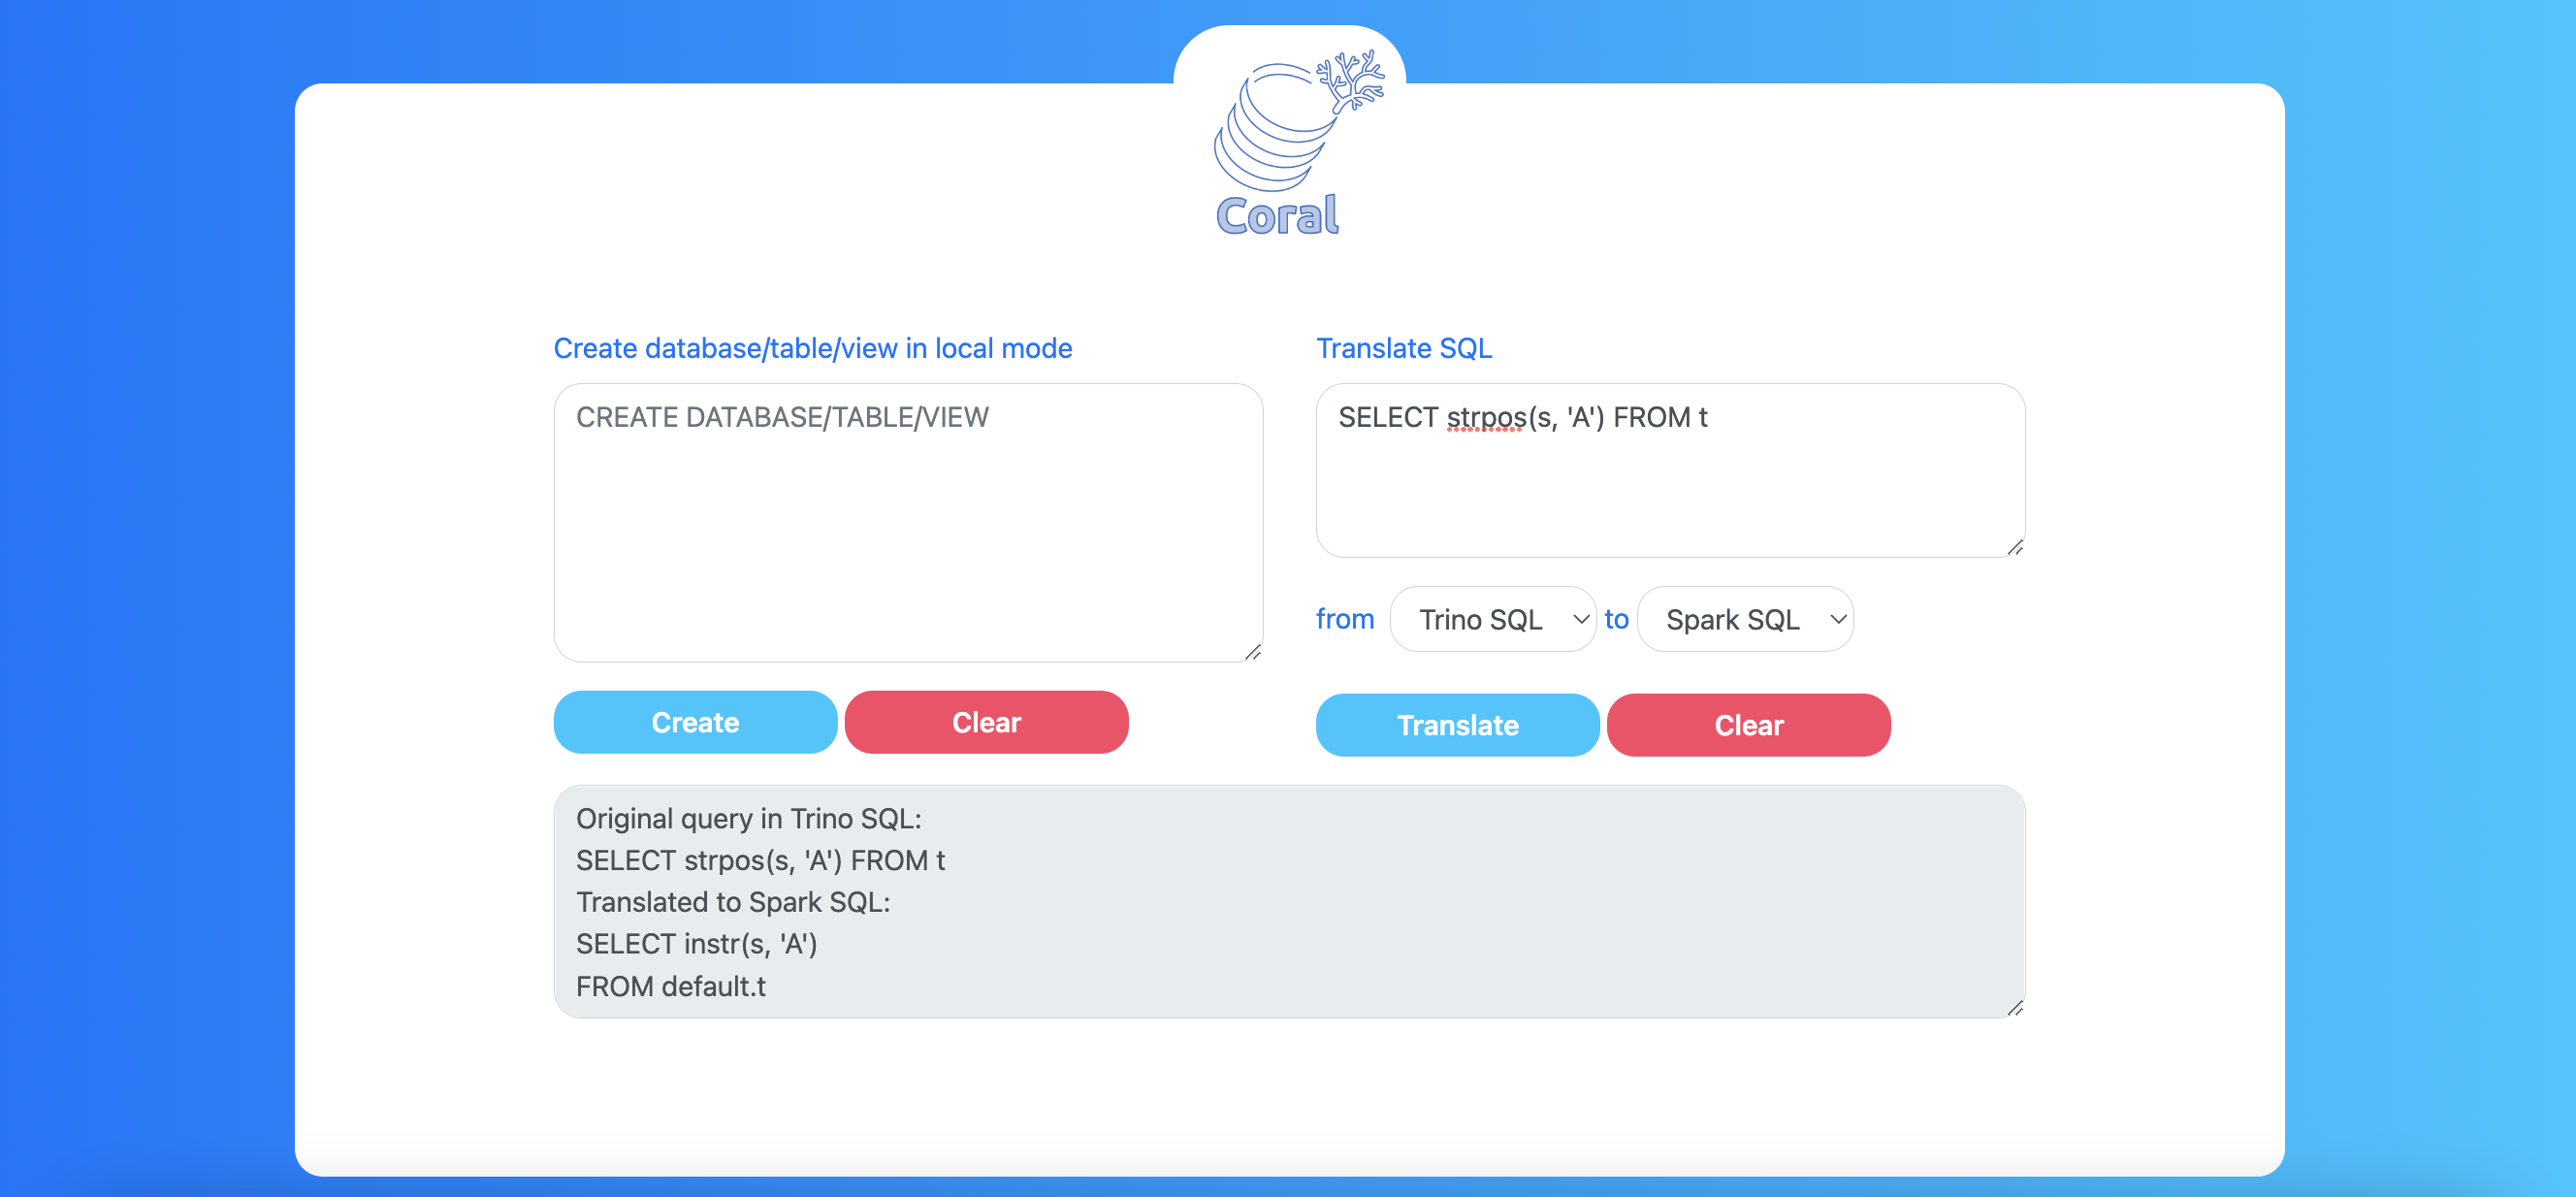 Coral
Create database/table/view in local mode
CREATE DATABASE/TABLE/VIEW
Create
Clear
Translate SQL
SELECT strpos(s, 'A') FROM t
from Trino SQL to Spark SQL
Translate
Clear
Original query in Trino SQL:
SELECT strpos(s, 'A') FROM t
Translated to Spark SQL:
SELECT instr(s, 'A')
FROM default.t